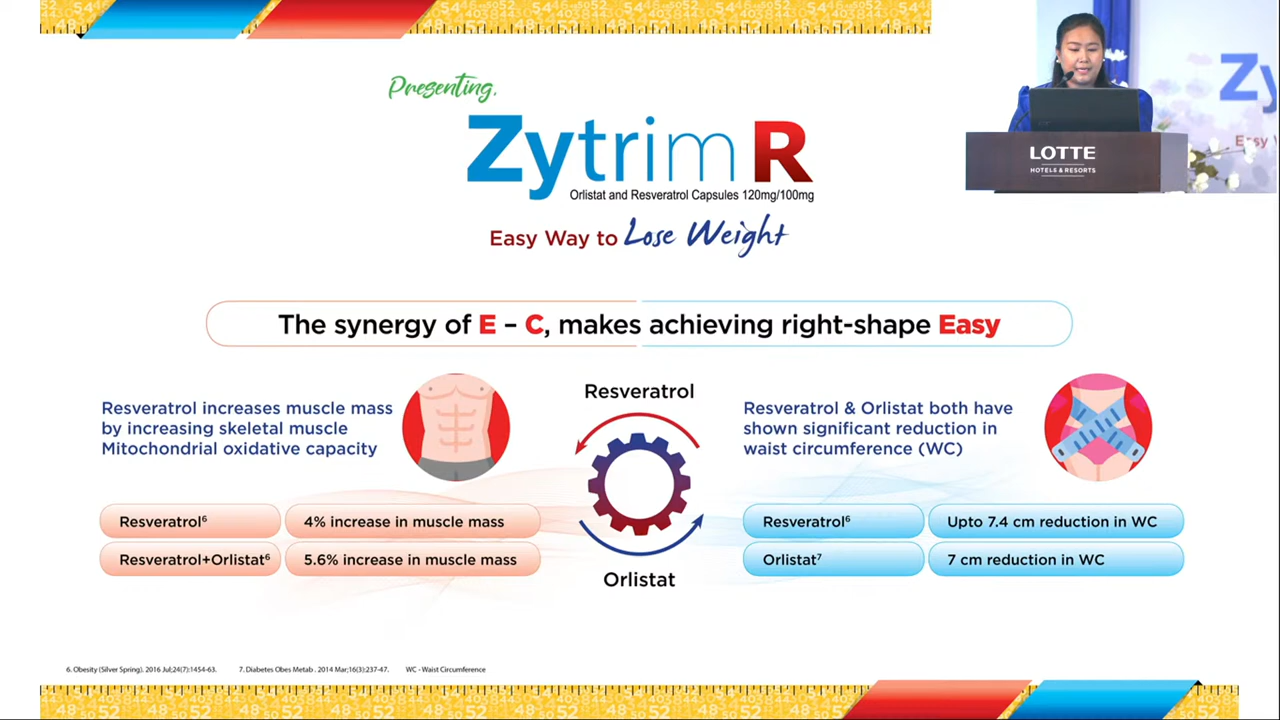 Presenting,
Zytrim R
Orlistat and Resveratrol Capsules 120mg/100mg
Easy Way to Lose Weight
LOTTE
HOTELS & RESORTS
Zy
Easy
The synergy of E – C, makes achieving right-shape Easy
Resveratrol increases muscle mass
by increasing skeletal muscle
Mitochondrial oxidative capacity
Resveratrol
Orlistat
Resveratrol & Orlistat both have
shown significant reduction in
waist circumference (WC)
Resveratrol⁶
4% increase in muscle mass
Resveratrol+Orlistat⁶
5.6% increase in muscle mass
Resveratrol⁶
Upto 7.4 cm reduction in WC
Orlistat⁷
7 cm reduction in WC
6. Obesity (Silver Spring). 2016 Jul;24(7):1454-63.
7. Diabetes Obes Metab . 2014 Mar;16(3):237-47.
WC - Waist Circumference